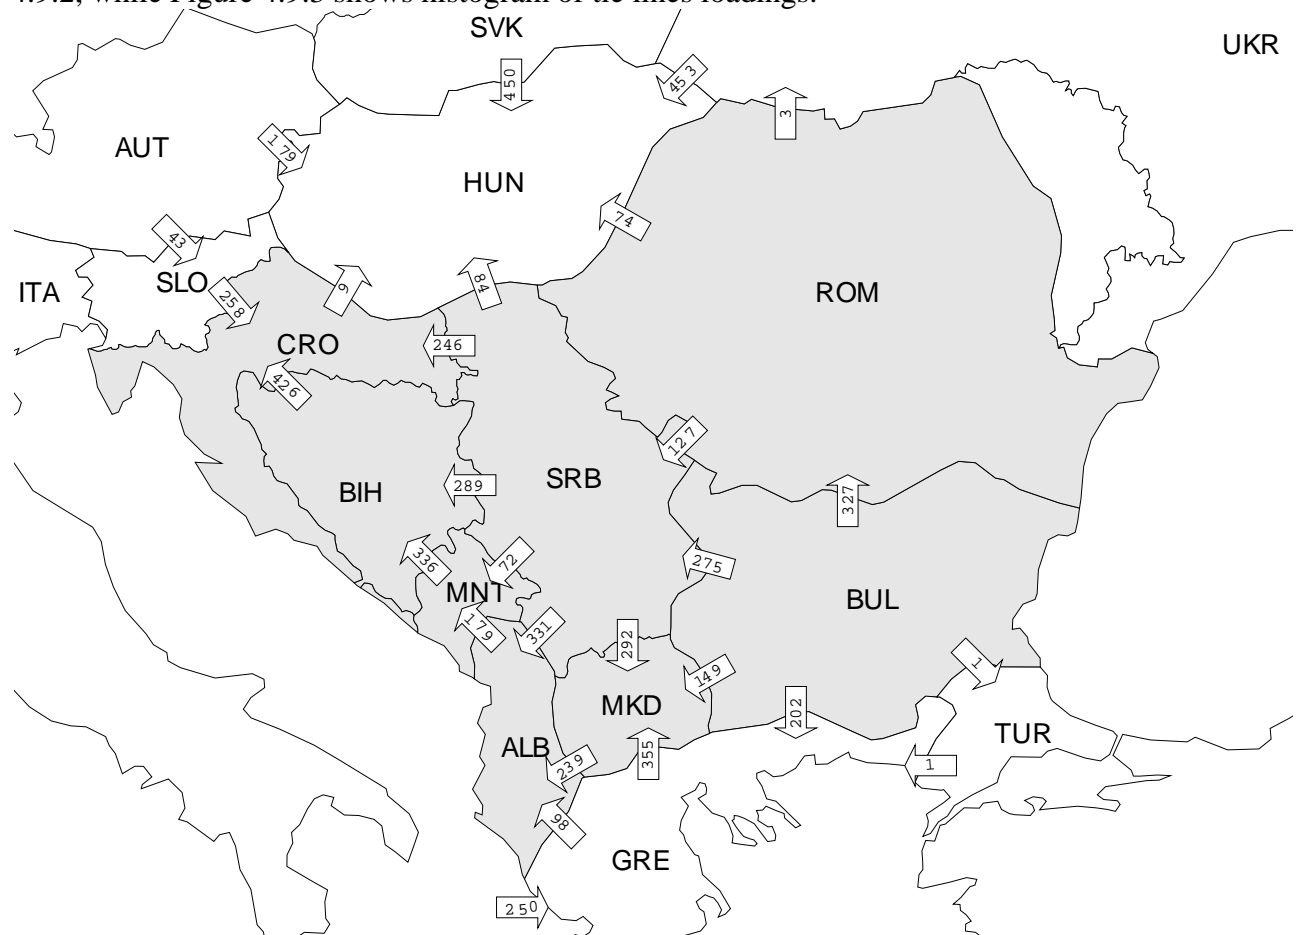 4.9.2, while Figure 4.9.3 shows histogram of tie lines loadings.
SVK
UKR
450
453
3
AUT
179
HUN
74
43
SLO
ITA
258
9
84
ROM
CRO
246
426
127
SRB
BIH
289
327
336
72
275
MNT
BUL
179
331
292
149
1
MKD
202
TUR
ALB
239
355
1
98
GRE
250